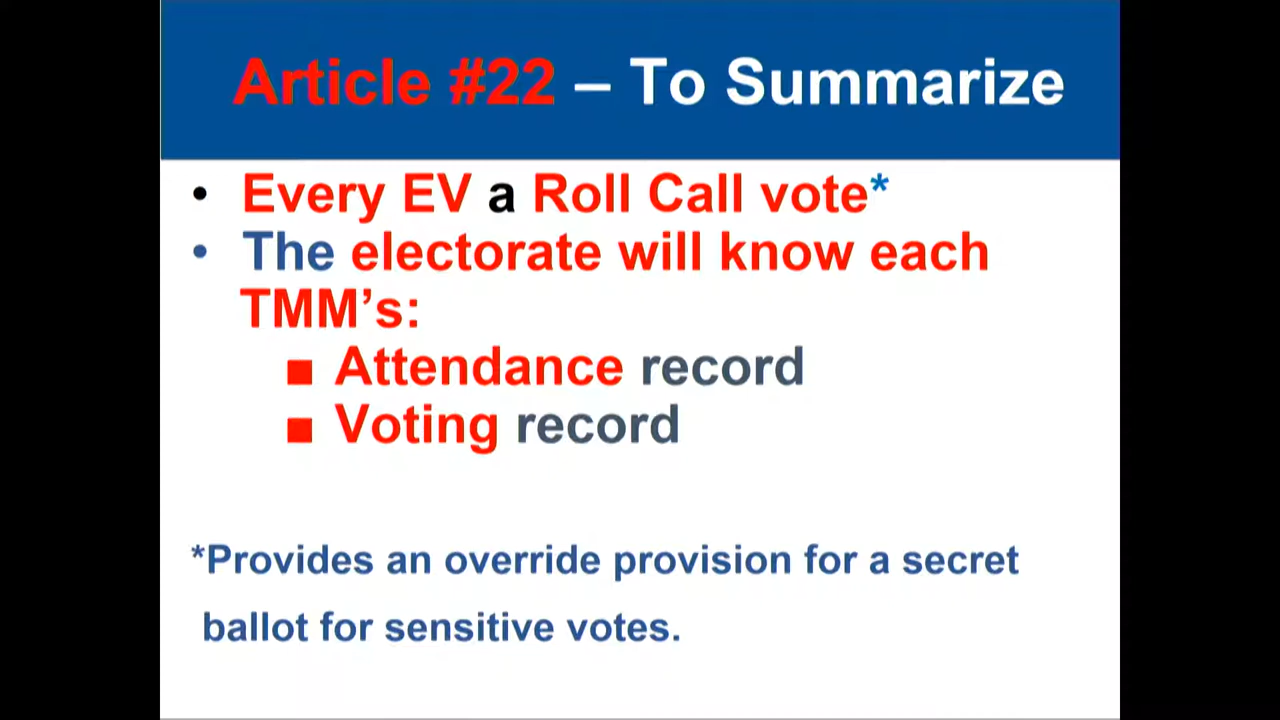 Article #22 – To Summarize
• Every EV a Roll Call vote*
• The electorate will know each
TMM’s:
■ Attendance record
■ Voting record
*Provides an override provision for a secret
ballot for sensitive votes.